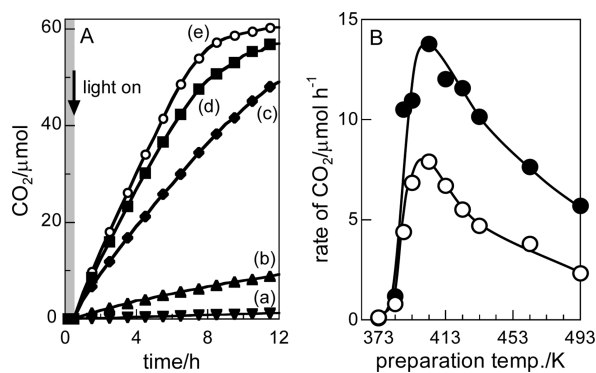 A
B
light on
(e)
(d)
(c)
(b)
(a)
CO₂/μmol
60
40
20
0
0
4
8
12
time/h
rate of CO₂/μmol h⁻¹
15
10
5
0
373
413
453
493
preparation temp./K